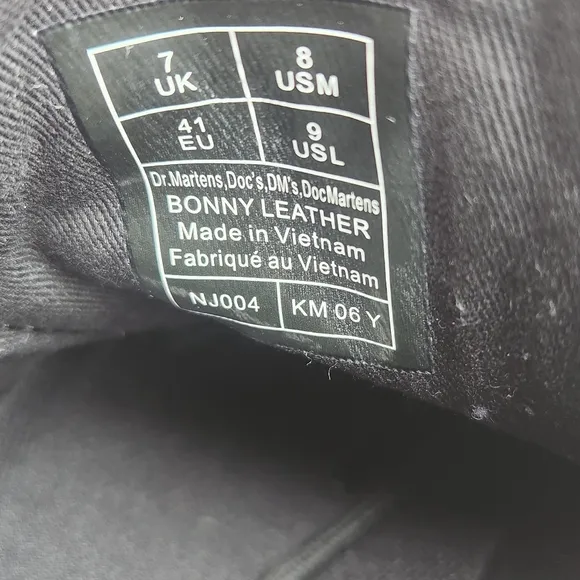 7 UK
8 USM
41 EU
9 USL
Dr.Martens,Doc's,DM's,DocMartens
BONNY LEATHER
Made in Vietnam
Fabriqué au Vietnam
NJ004
KM 06 Y